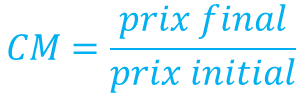 CM = prix final / prix initial